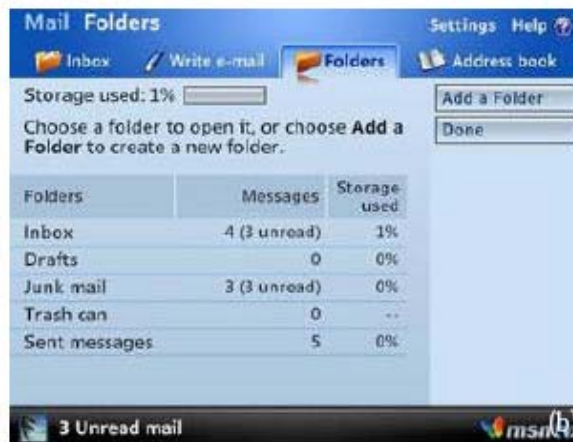 Mail Folders Settings Help ?
Inbox Write e-mail Folders Address book
Storage used: 1%
Add a Folder
Choose a folder to open it, or choose Add a
Folder to create a new folder.
Done
Folders Messages Storage
used
Inbox 4 (3 unread) 1%
Drafts 0 0%
Junk mail 3 (3 unread) 0%
Trash can 0 --
Sent messages 5 0%
3 Unread mail msn
(b)